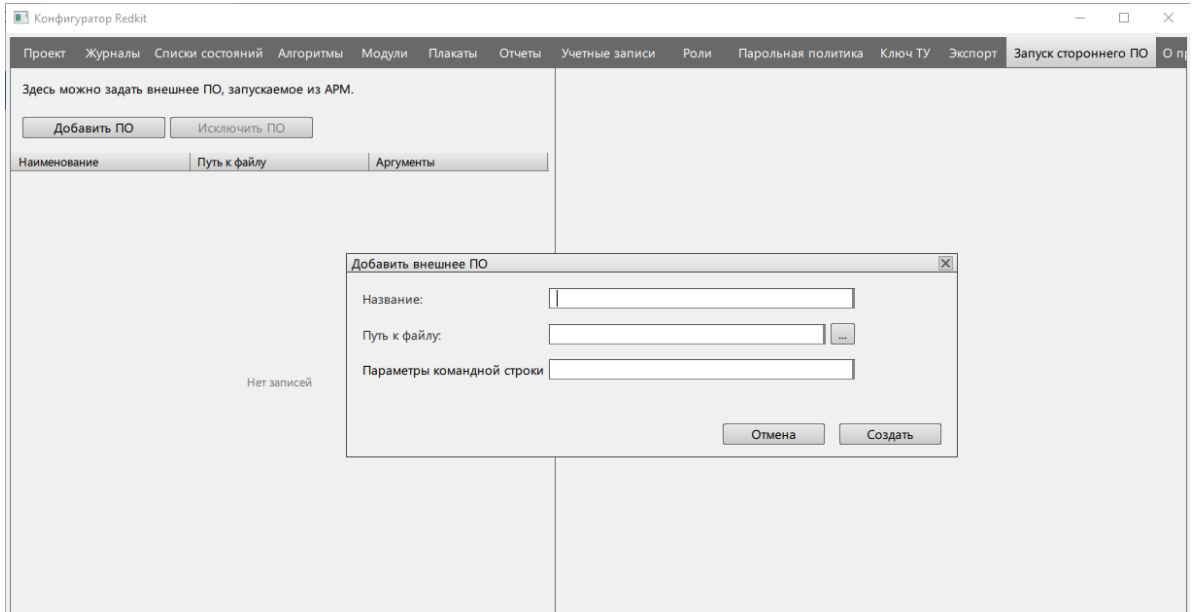 Конфигуратор Redkit
Проект Журналы Списки состояний Алгоритмы Модули Плакаты Отчеты Учетные записи Роли Парольная политика Ключ ТУ Экспорт Запуск стороннего ПО О
Здесь можно задать внешнее ПО, запускаемое из АРМ.
Добавить ПО Исключить ПО
Наименование Путь к файлу Аргументы
Добавить внешнее ПО
Название:
Путь к файлу: ...
Параметры командной строки
Нет записей
Отмена Создать